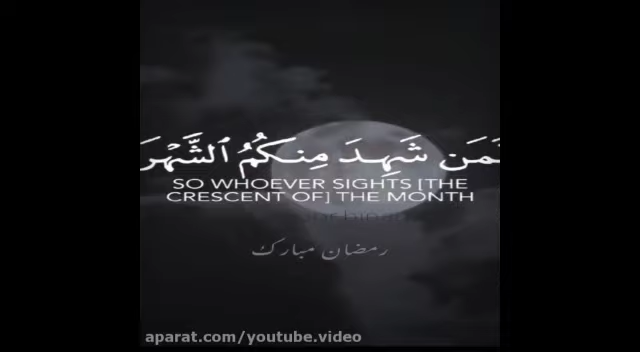 فَمَن شَهِدَ مِنكُمُ ٱلشَّهْرَ
SO WHOEVER SIGHTS [THE
CRESCENT OF] THE MONTH
رمضان مبارک
aparat.com/youtube.video